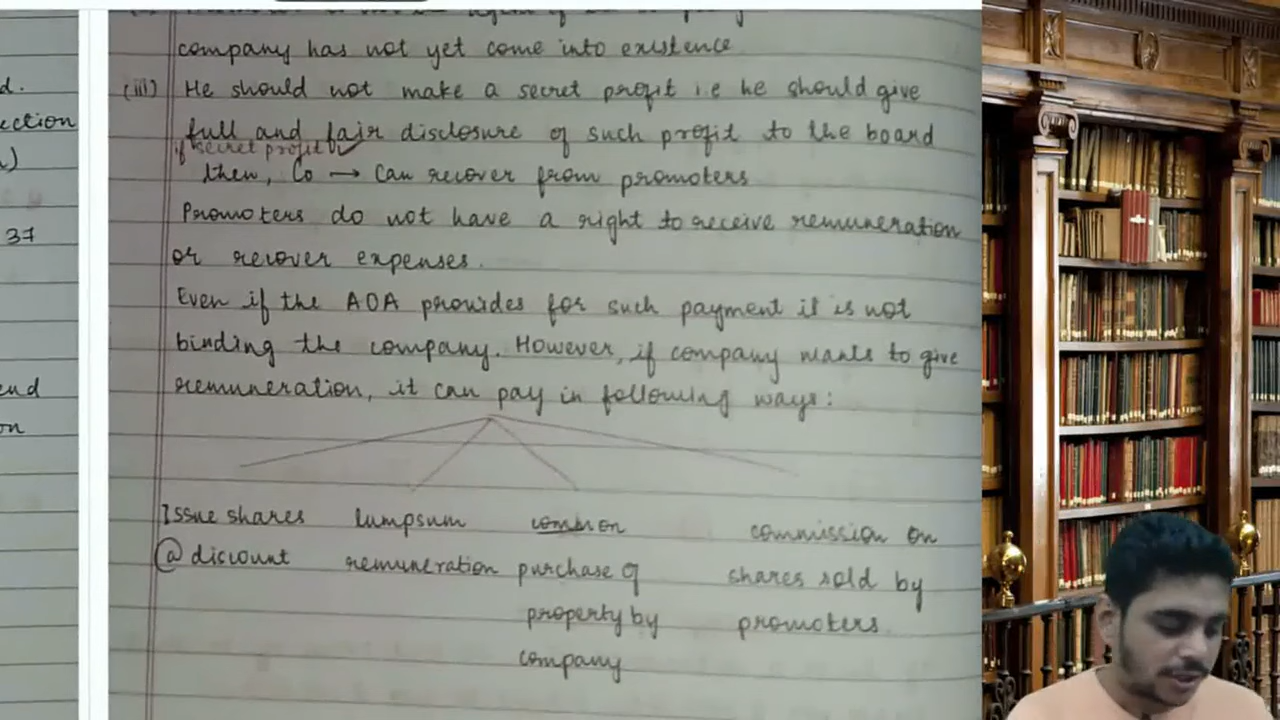 d.
ection
)
37
end
on
company has not yet come into existence
(iii) He should not make a secret profit i.e he should give
full and fair disclosure of such profit to the board
if secret profit
then, Co → Can recover from promoters
Promoters do not have a right to receive remuneration
or recover expenses.
Even if the AOA provides for such payment it is not
binding the company. However, if company wants to give
remuneration, it can pay in following ways:
Issue shares lumpsum on commission on
@ discount remuneration purchase of shares sold by
property by promoters.
company